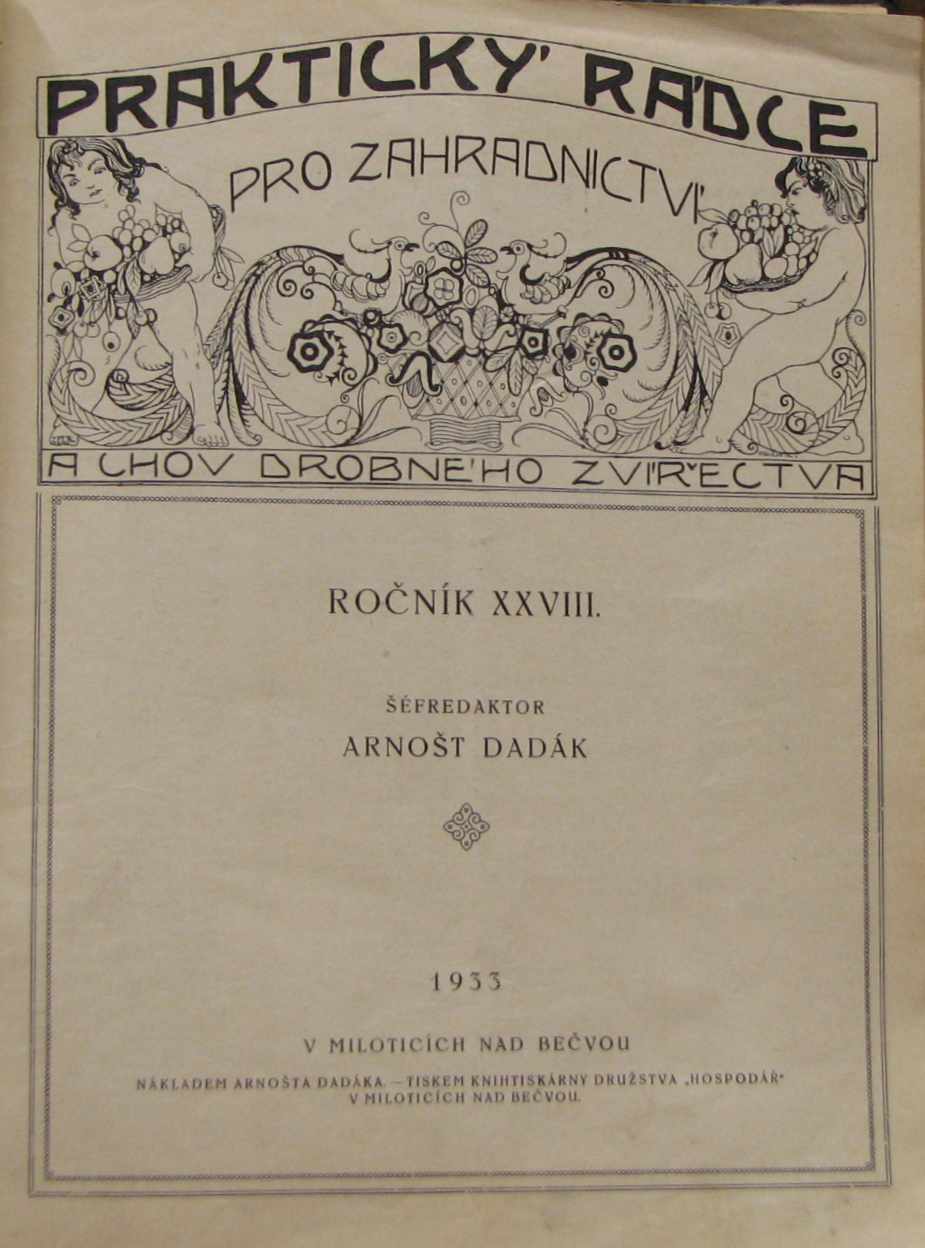 PRAKTICKÝ RÁDCE
PRO ZAHRADNICTVÍ
A CHOV DROBNÉHO ZVÍŘECTVA
ROČNÍK XXVIII.
ŠÉFREDAKTOR
ARNOŠT DADÁK
1933
V MILOTICÍCH NAD BEČVOU
NÁKLADEM ARNOŠTA DADÁKA. — TISKEM KNIHTISKÁRNY DRUŽSTVA „HOSPODÁŘ“
V MILOTICÍCH NAD BEČVOU.